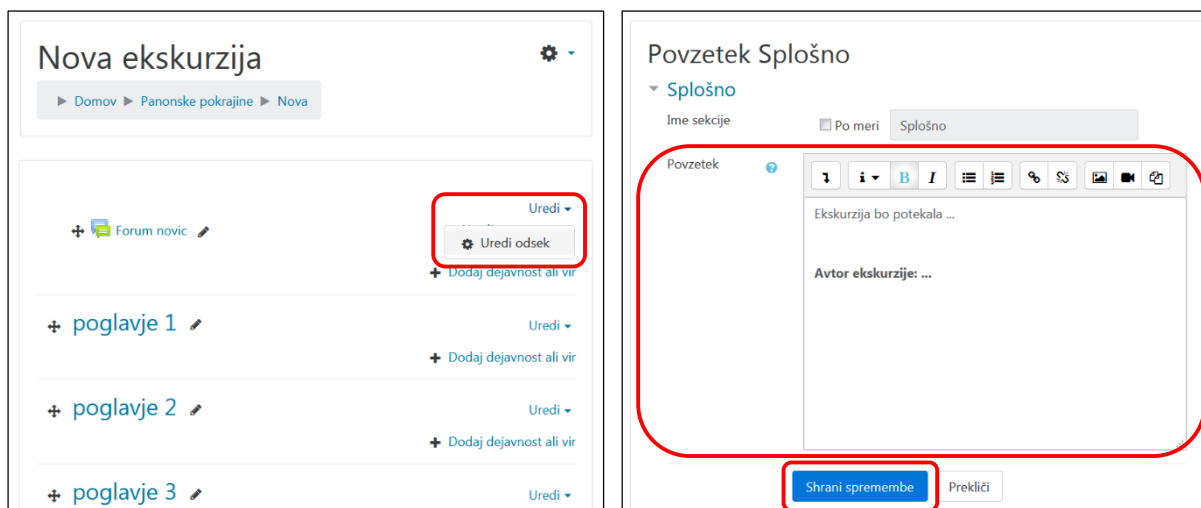 Nova ekskurzija
Domov Panonske pokrajine Nova
Uredi
Forum novic
Uredi odsek
Dodaj dejavnost ali vir
poglavje 1
Uredi
Dodaj dejavnost ali vir
poglavje 2
Uredi
Dodaj dejavnost ali vir
poglavje 3
Uredi
Povzetek Splošno
Splošno
Ime sekcije Po meri Splošno
Povzetek
B I
Ekskurzija bo potekala ...
Avtor ekskurzije: ...
Shrani spremembe Prekliči